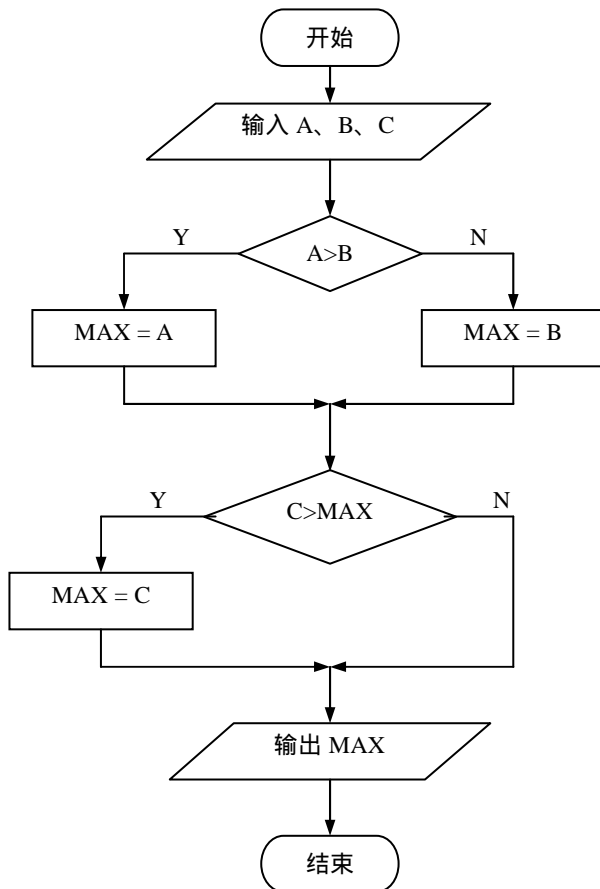 开始
输入 A、B、C
Y
N
A>B
MAX = A
MAX = B
Y
N
C>MAX
MAX = C
输出 MAX
结束